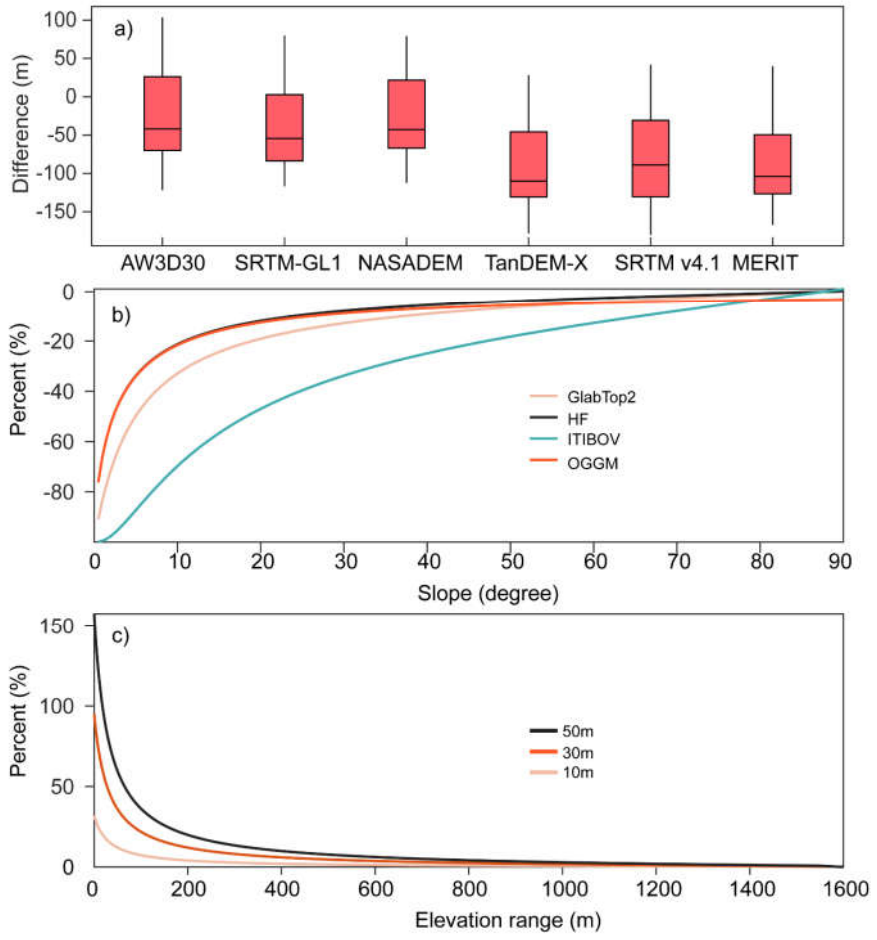 a)
Difference (m)
100
50
0
-50
-100
-150
AW3D30 SRTM-GL1 NASADEM TanDEM-X SRTM v4.1 MERIT
b)
Percent (%)
0
-20
-40
-60
-80
GlabTop2
HF
ITIBOV
OGGM
0 10 20 30 40 50 60 70 80 90
Slope (degree)
c)
Percent (%)
150
100
50
0
50m
30m
10m
0 200 400 600 800 1000 1200 1400 1600
Elevation range (m)